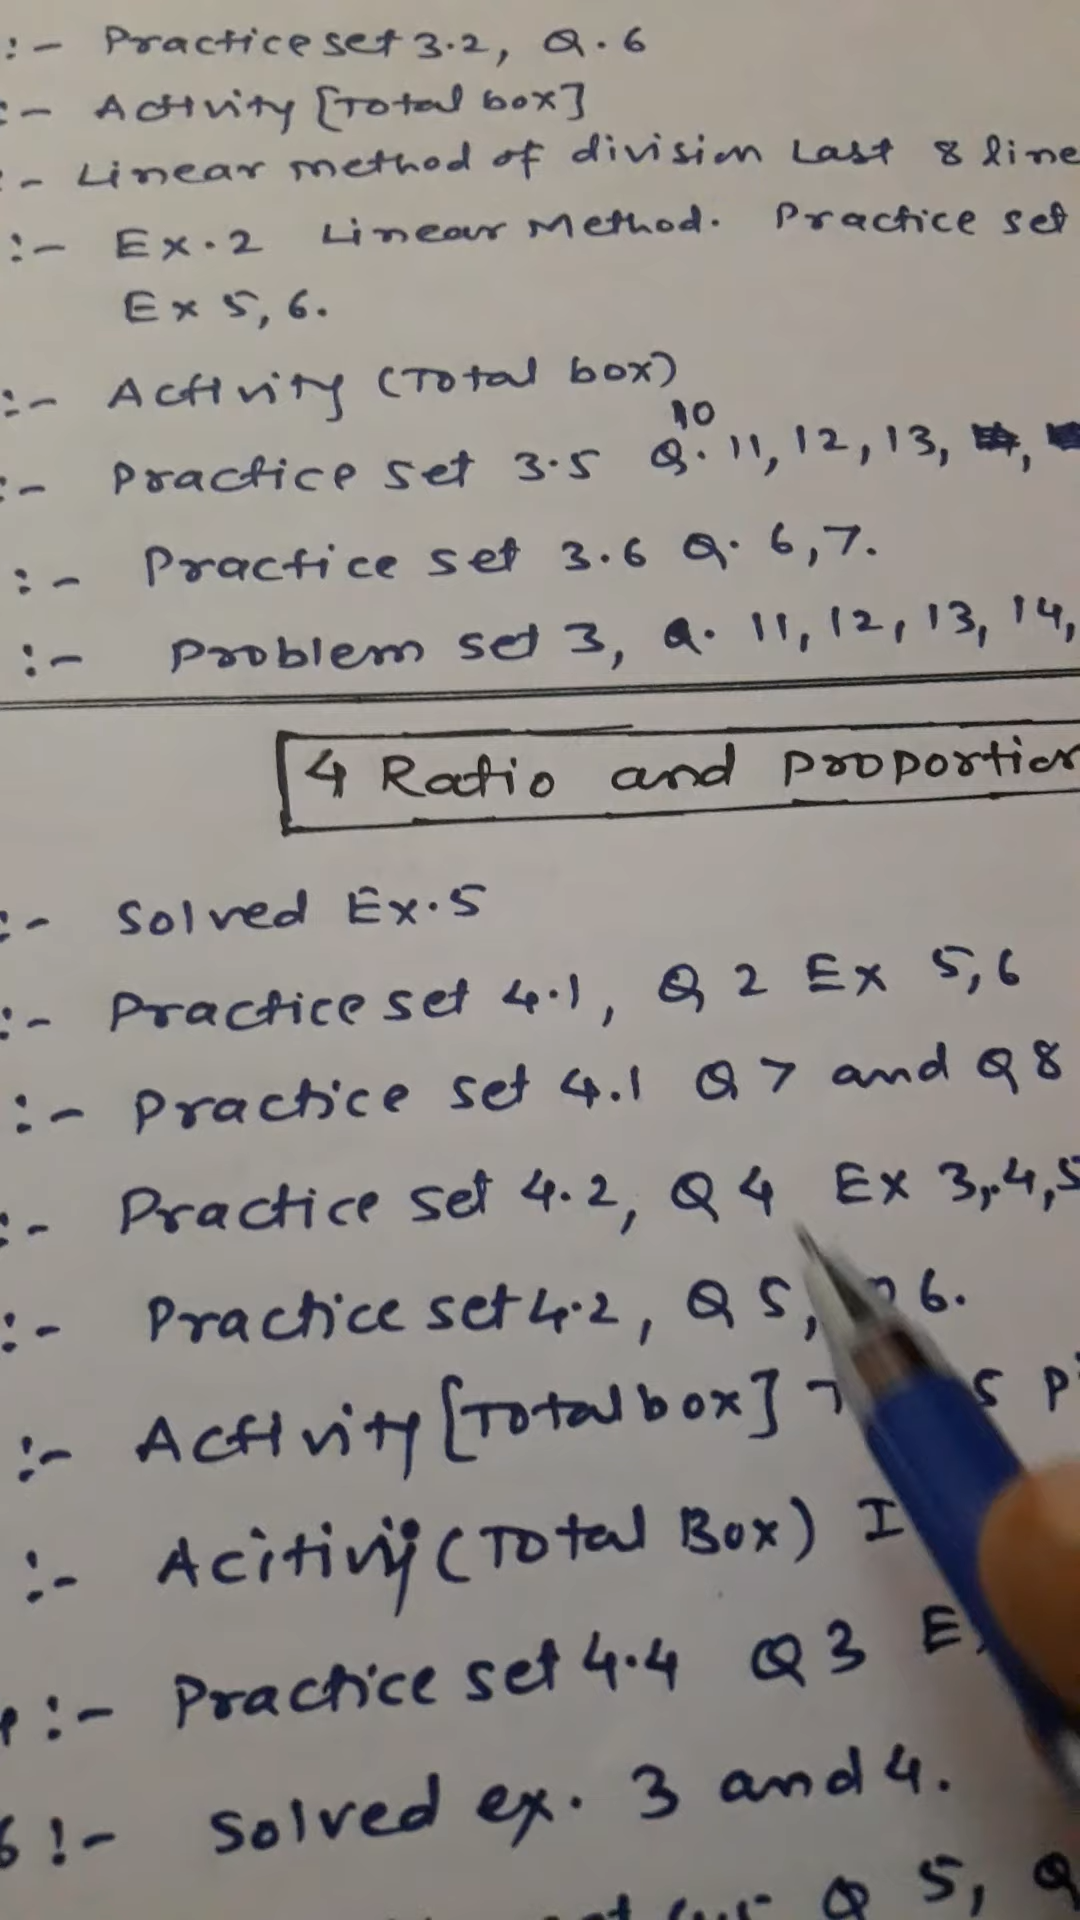 :- Practice set 3.2, Q.6
:- Activity [Total box]
:- Linear method of division Last 8 line
:- Ex.2 Linear Method. Practice set
Ex 5, 6.
:- Activity (Total box)
10
:- Practice set 3.5 Q. 11, 12, 13,
:- Practice set 3.6 Q. 6,7.
:- Problem set 3, Q. 11, 12, 13, 14,
4 Ratio and proportion
:- Solved Ex.5
:- Practice set 4.1, Q 2 Ex 5,6
:- Practice set 4.1 Q 7 and Q 8
:- Practice set 4.2, Q 4 Ex 3,4,5
:- Practice set 4.2, Q 5, 6.
:- Activity [Total box]
:- Acitivij (Total Box) I
:- Practice set 4.4 Q 3
6 :- Solved ex. 3 and 4.
Q 5, Q